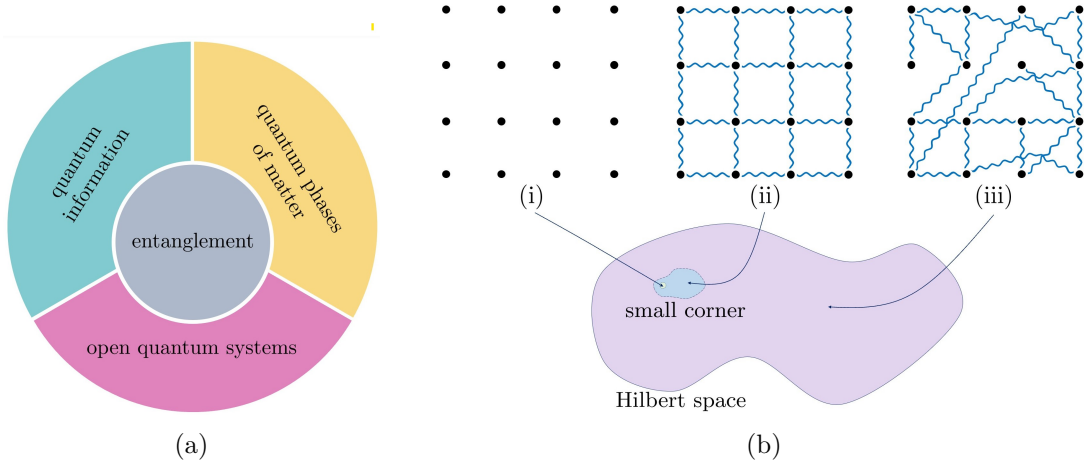 quantum
information
quantum phases
of matter
entanglement
open quantum systems
(a)
(i)
(ii)
(iii)
small corner
Hilbert space
(b)